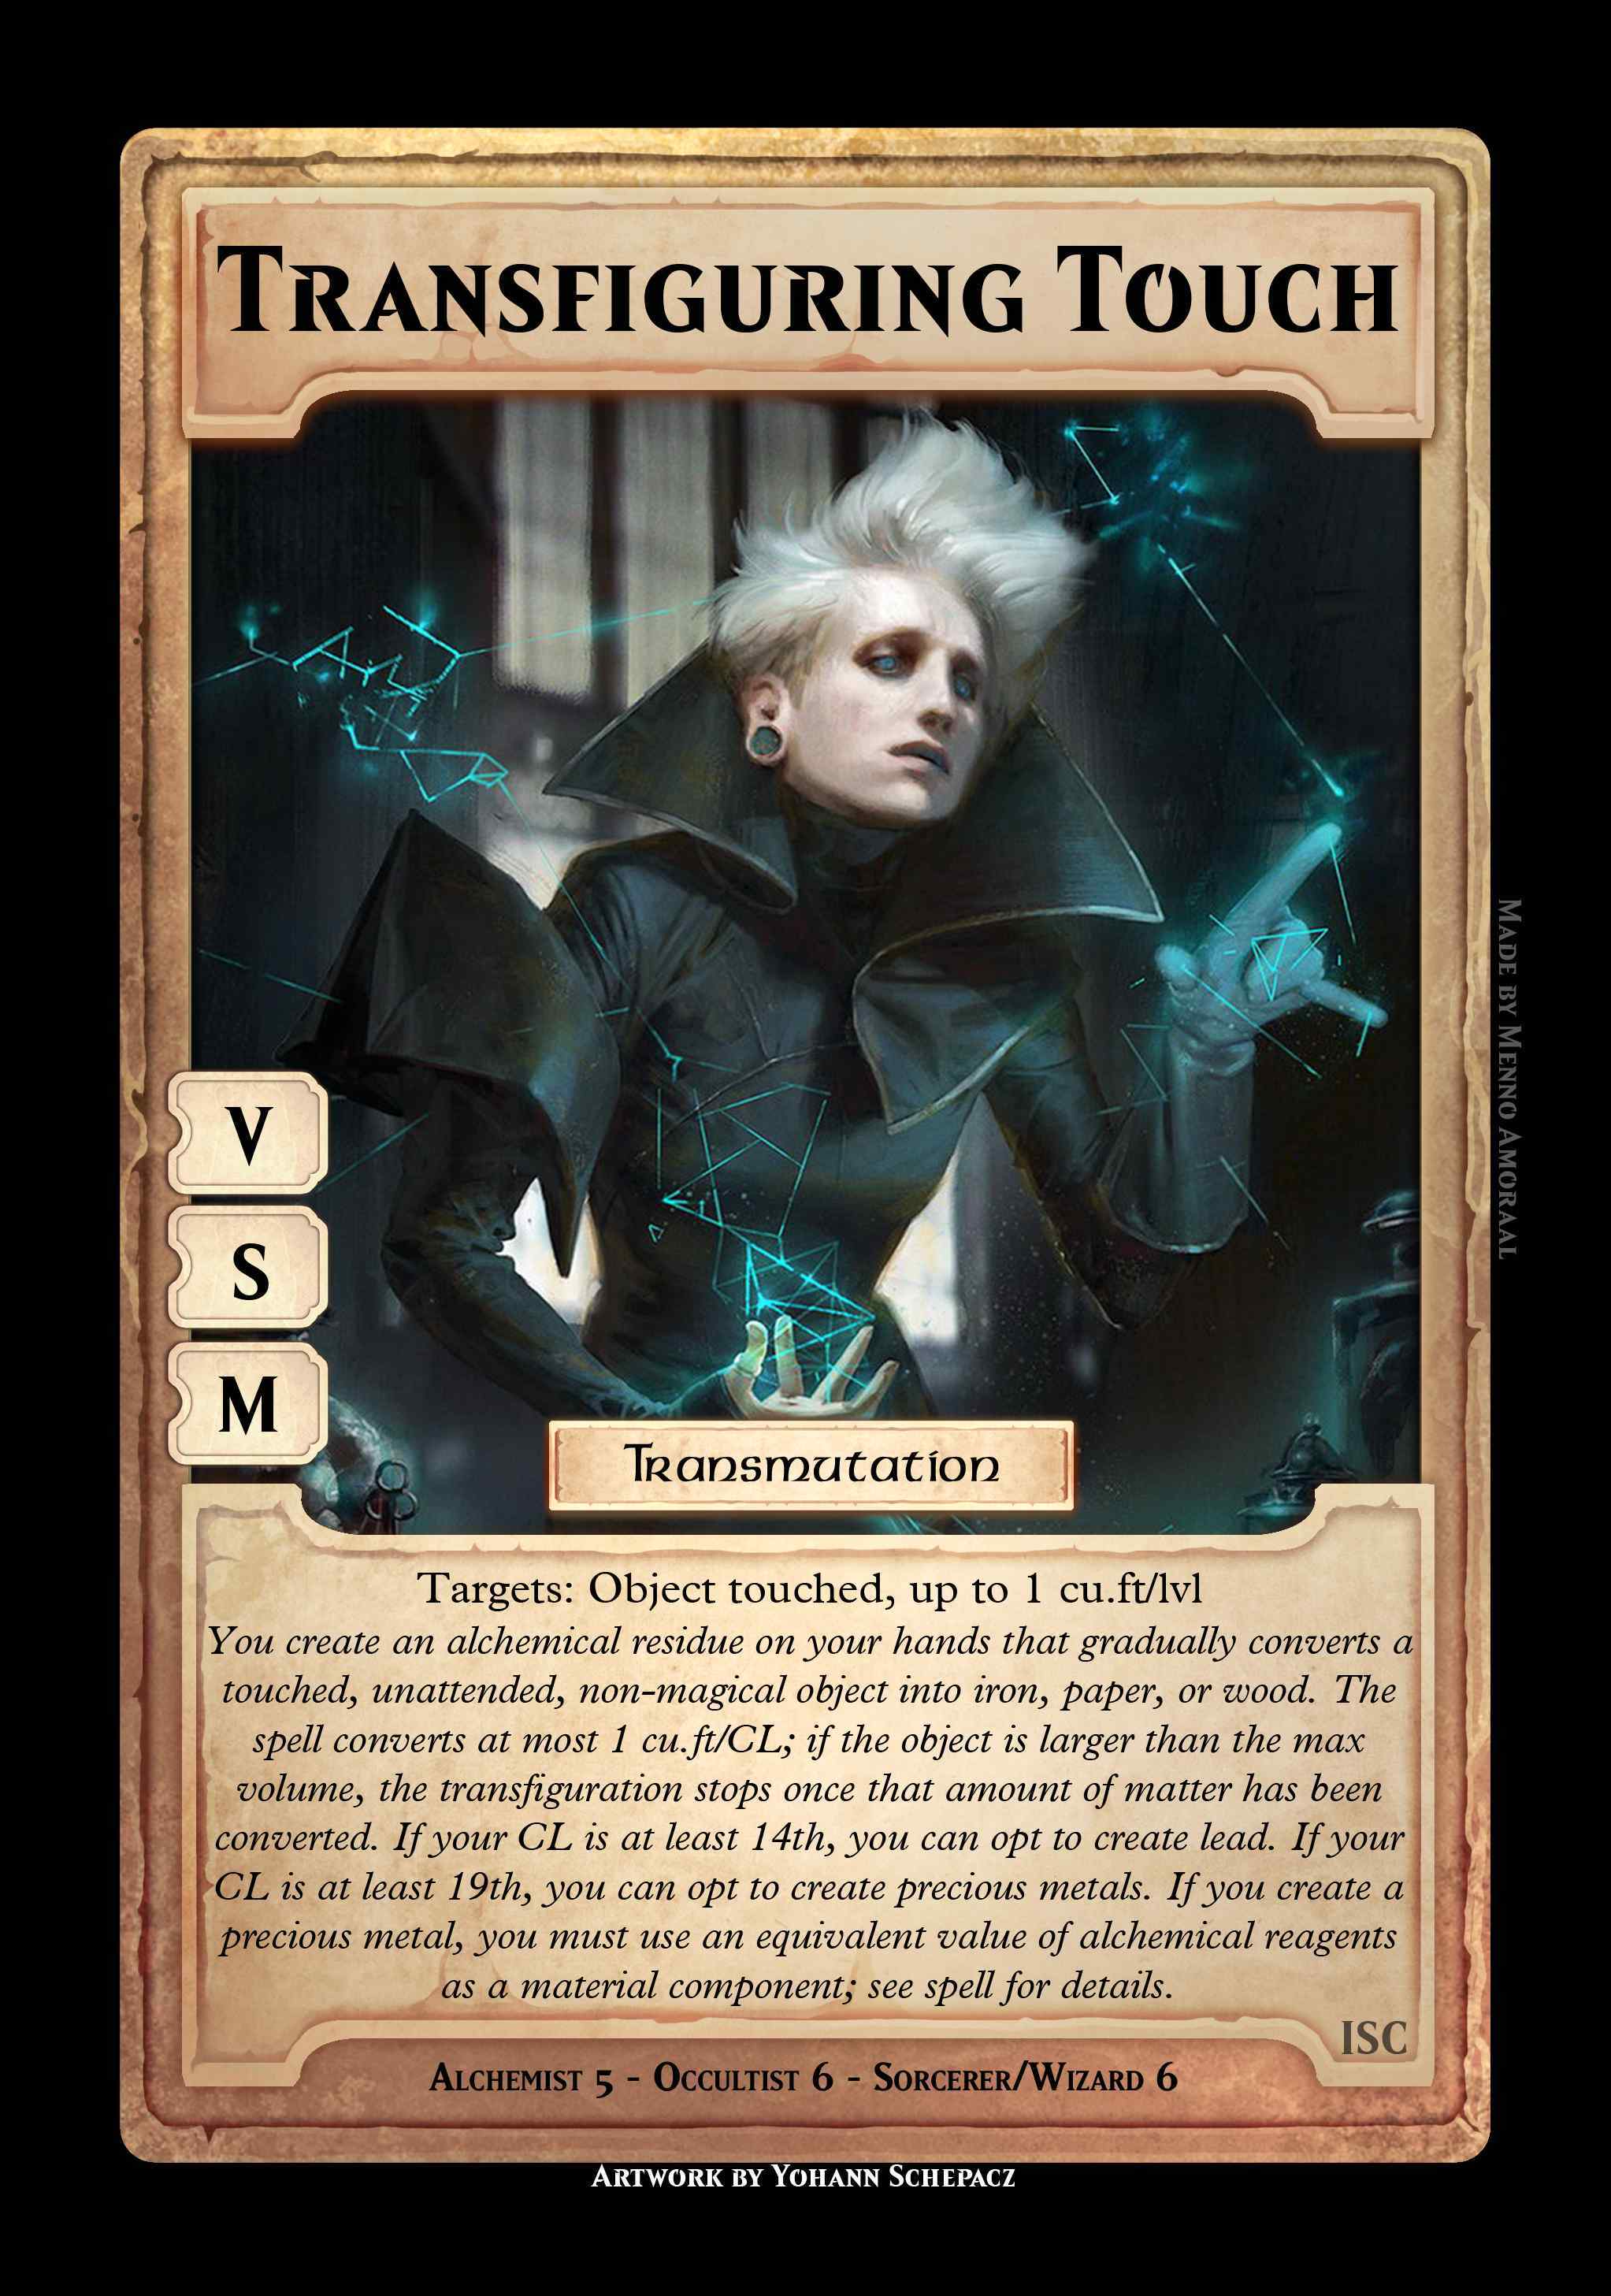 Transfiguring Touch
V
S
M
Transmutation
Targets: Object touched, up to 1 cu.ft/lvl
You create an alchemical residue on your hands that gradually converts a
touched, unattended, non-magical object into iron, paper, or wood. The
spell converts at most 1 cu.ft/CL; if the object is larger than the max
volume, the transfiguration stops once that amount of matter has been
converted. If your CL is at least 14th, you can opt to create lead. If your
CL is at least 19th, you can opt to create precious metals. If you create a
precious metal, you must use an equivalent value of alchemical reagents
as a material component; see spell for details.
ISC
Alchemist 5 - Occultist 6 - Sorcerer/Wizard 6
Artwork by Yohann Schepacz
Made by Menno Amoraal